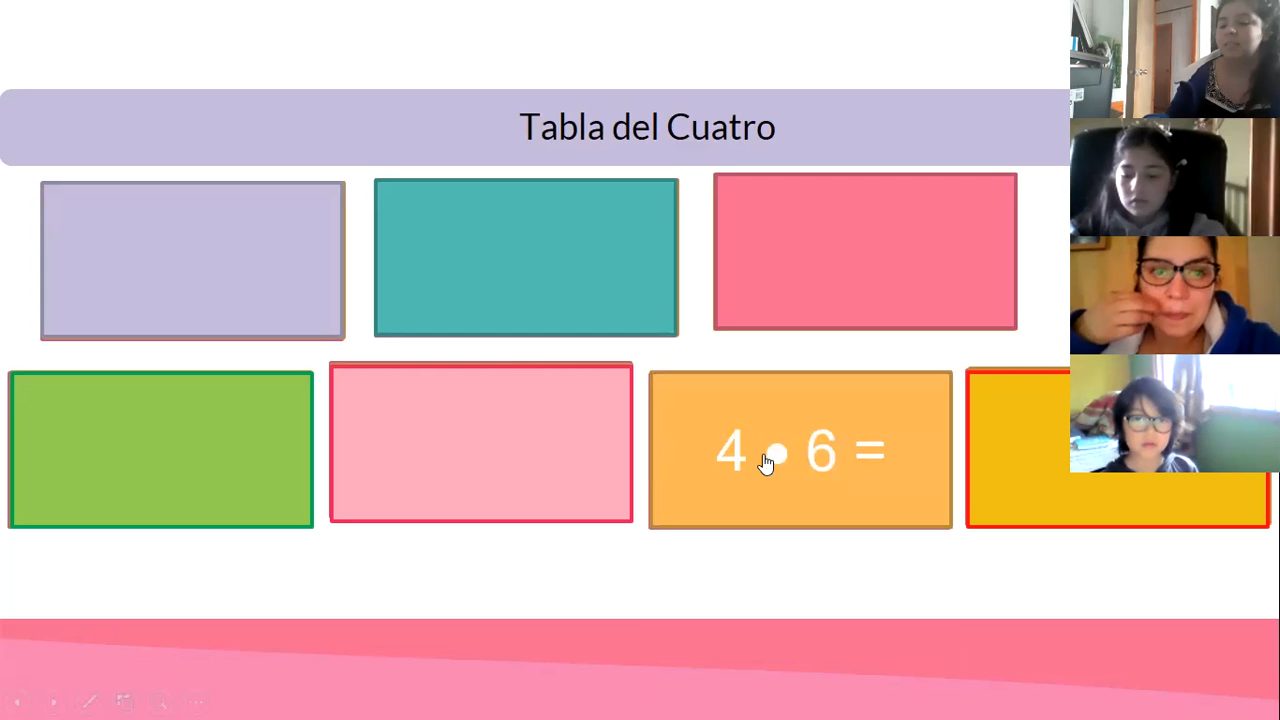 Tabla del Cuatro
4 • 6 =